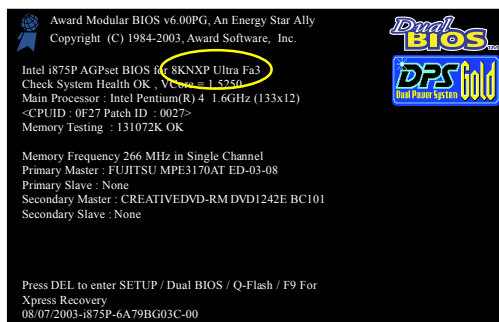 Award Modular BIOS v6.00PG, An Energy Star Ally
Copyright (C) 1984-2003, Award Software, Inc.
Dual
BIOS
Intel i875P AGPset BIOS for 8KNXP Ultra Fa3
Check System Health OK , VCore = 1.5250
DPS Gold
Dual Power System
Main Processor : Intel Pentium(R) 4 1.6GHz (133x12)
<CPUID : 0F27 Patch ID : 0027>
Memory Testing : 131072K OK
Memory Frequency 266 MHz in Single Channel
Primary Master : FUJITSU MPE3170AT ED-03-08
Primary Slave : None
Secondary Master : CREATIVEDVD-RM DVD1242E BC101
Secondary Slave : None
Press DEL to enter SETUP / Dual BIOS / Q-Flash / F9 For
Xpress Recovery
08/07/2003-i875P-6A79BG03C-00